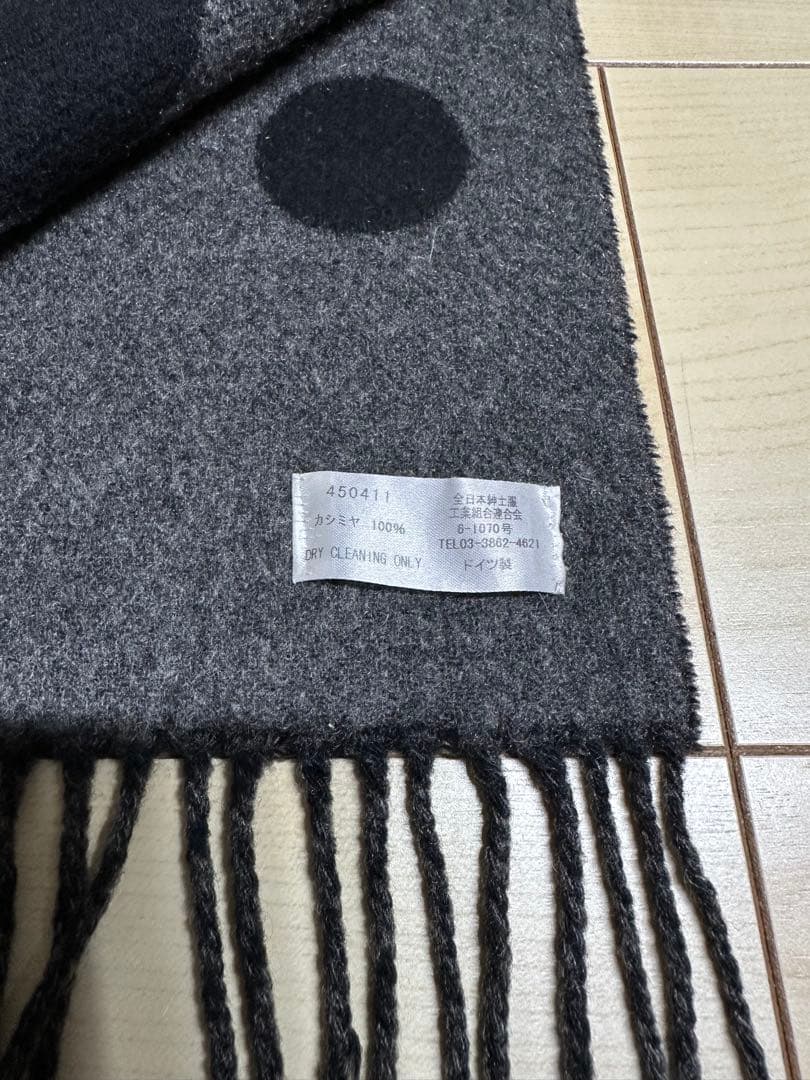 450411
カシミヤ 100%
DRY CLEANING ONLY
全日本紳士服
工業組合連合会
6-1070号
TEL03-3862-4621
ドイツ製